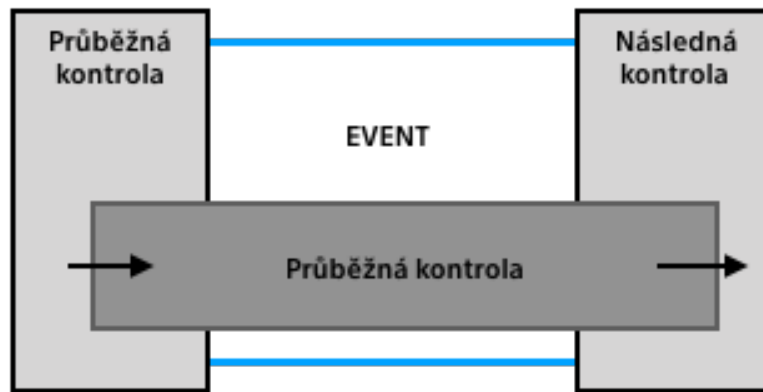 Průběžná
kontrola
Následná
kontrola
EVENT
Průběžná kontrola